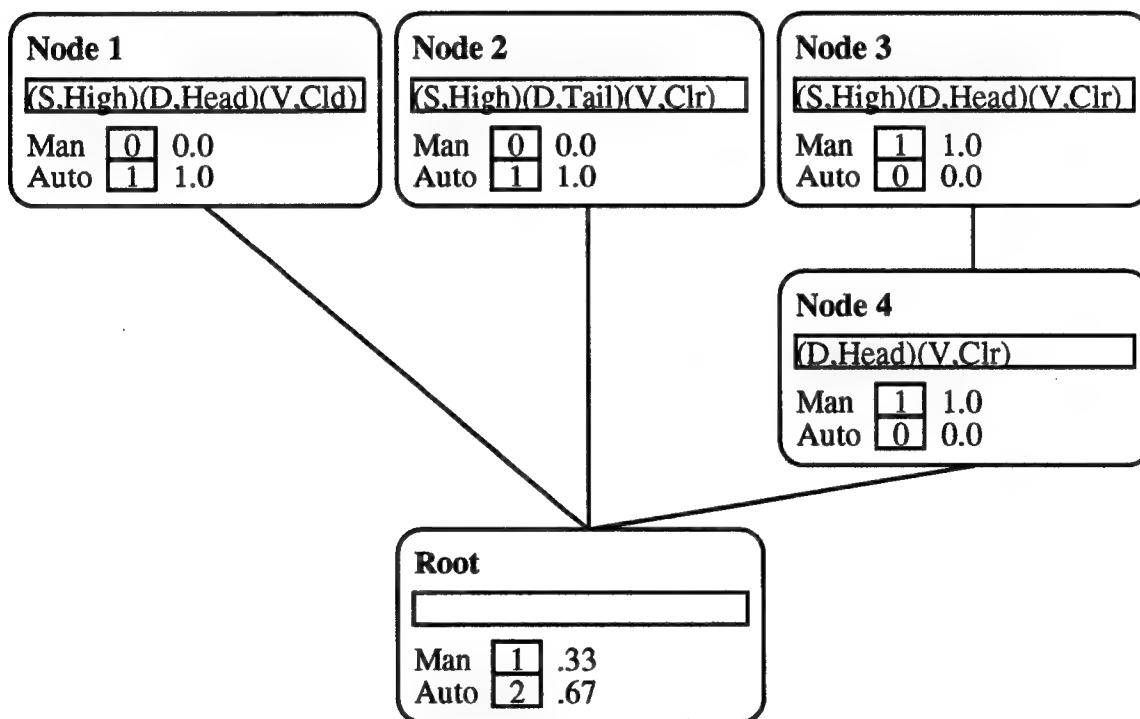 Node 1
(S,High)(D,Head)(V,Cld)
Man 0 0.0
Auto 1 1.0
Node 2
(S,High)(D,Tail)(V,Clr)
Man 0 0.0
Auto 1 1.0
Node 3
(S,High)(D,Head)(V,Clr)
Man 1 1.0
Auto 0 0.0
Node 4
(D,Head)(V,Clr)
Man 1 1.0
Auto 0 0.0
Root
Man 1 .33
Auto 2 .67